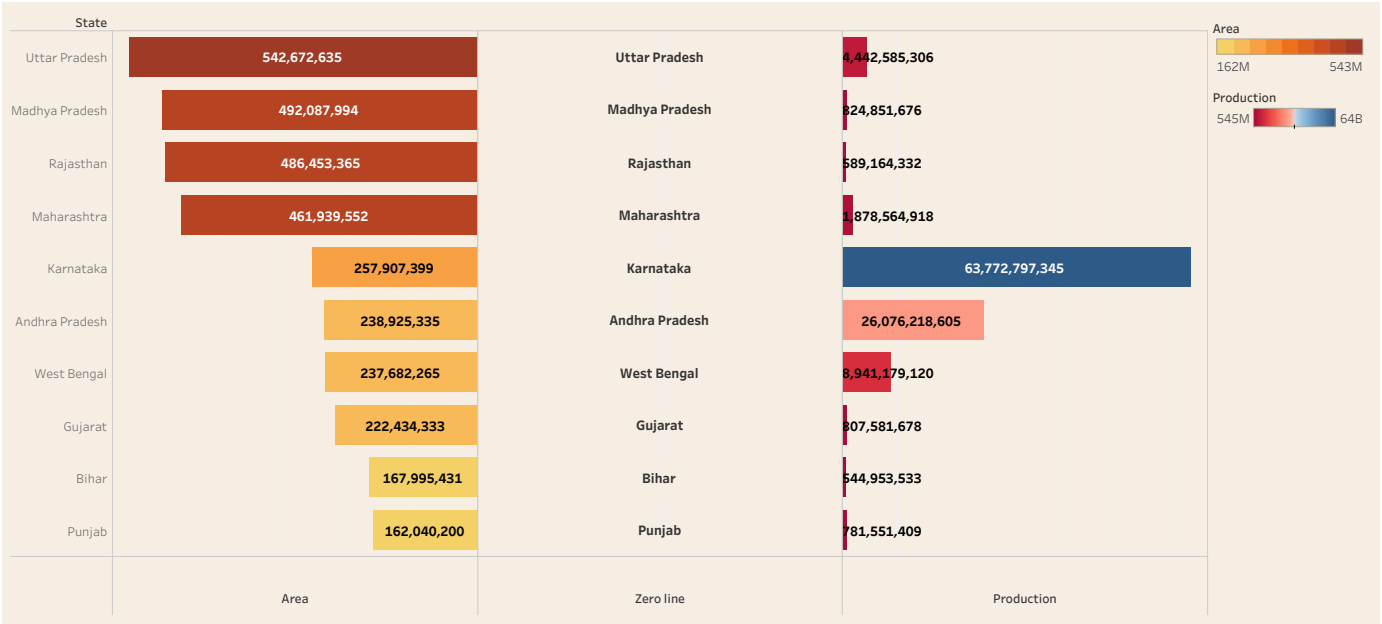 State
Uttar Pradesh 542,672,635 Uttar Pradesh 4,442,585,306
Madhya Pradesh 492,087,994 Madhya Pradesh 824,851,676
Rajasthan 486,453,365 Rajasthan 589,164,332
Maharashtra 461,939,552 Maharashtra 1,878,564,918
Karnataka 257,907,399 Karnataka 63,772,797,345
Andhra Pradesh 238,925,335 Andhra Pradesh 26,076,218,605
West Bengal 237,682,265 West Bengal 8,941,179,120
Gujarat 222,434,333 Gujarat 807,581,678
Bihar 167,995,431 Bihar 544,953,533
Punjab 162,040,200 Punjab 781,551,409
Area Zero line Production
Area
162M 543M
Production
545M 64B